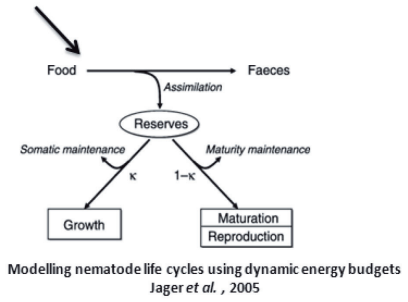 Food
Faeces
Assimilation
Reserves
Somatic maintenance
Maturity maintenance
κ
1–κ
Growth
Maturation
Reproduction
Modelling nematode life cycles using dynamic energy budgets
Jager et al. , 2005